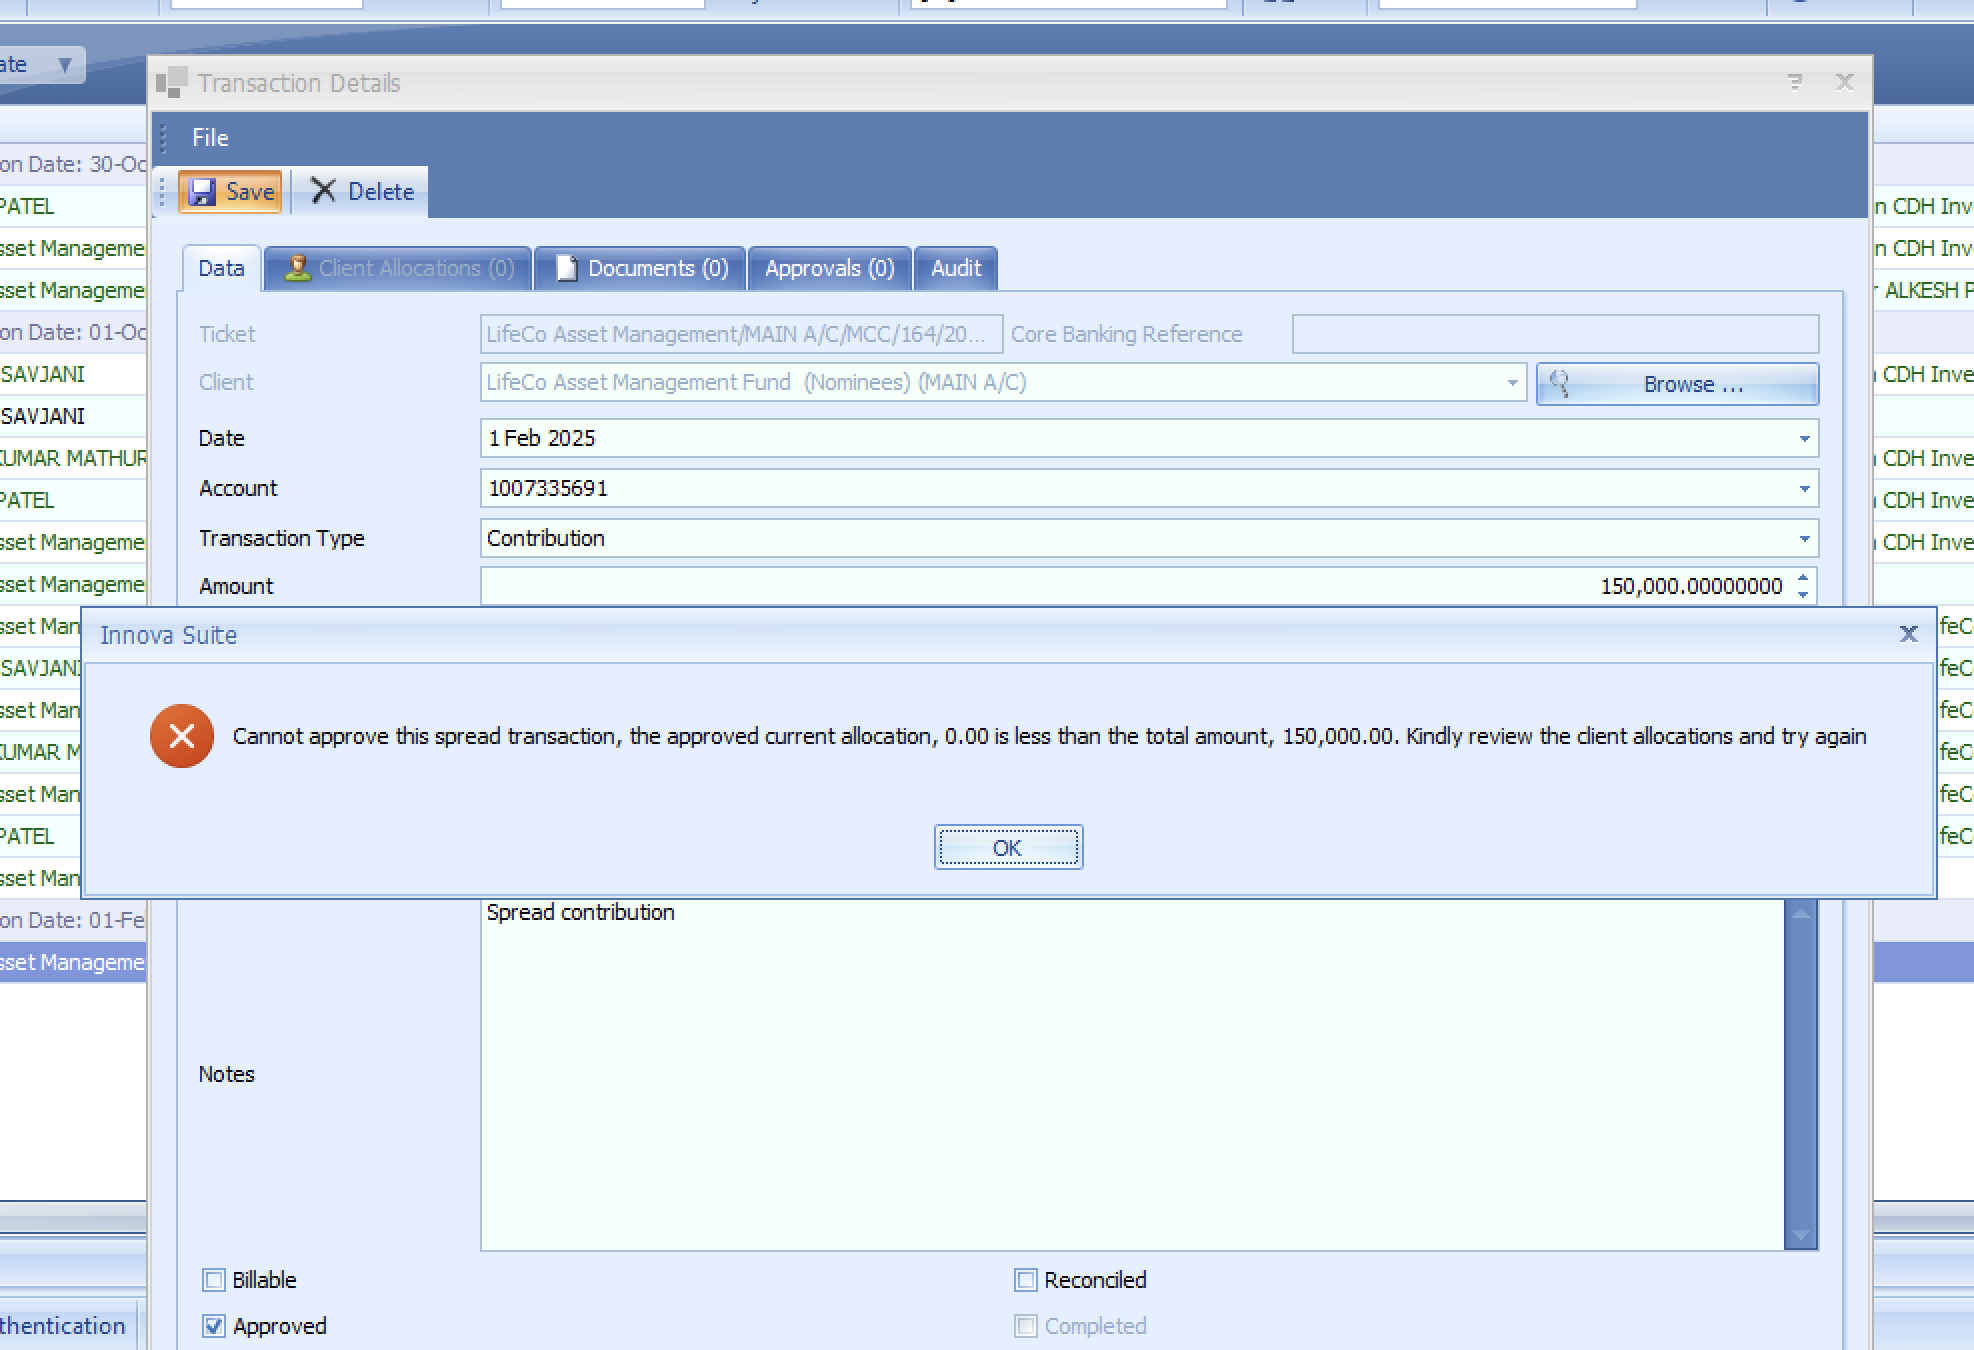 ate
Transaction Details
File
Save Delete
Data Client Allocations (0) Documents (0) Approvals (0) Audit
on Date: 30-Oc
PATEL
n CDH Inv
sset Manageme
n CDH Inv
sset Manageme
r ALKESH P
on Date: 01-Oc
SAVJANI
CDH Inve
SAVJANI
KUMAR MATHUR
CDH Inve
PATEL
CDH Inve
sset Manageme
CDH Inve
sset Manageme
Ticket LifeCo Asset Management/MAIN A/C/MCC/164/20... Core Banking Reference
Client LifeCo Asset Management Fund (Nominees) (MAIN A/C) Browse ...
Date 1 Feb 2025
Account 1007335691
Transaction Type Contribution
Amount 150,000.00000000
sset Man
feC
SAVJANI
feC
sset Man
feC
KUMAR M
feC
sset Man
feC
PATEL
feC
sset Man
Innova Suite
Cannot approve this spread transaction, the approved current allocation, 0.00 is less than the total amount, 150,000.00. Kindly review the client allocations and try again
OK
on Date: 01-Fe
sset Manageme
Spread contribution
Notes
Billable Reconciled
Approved Completed
thentication